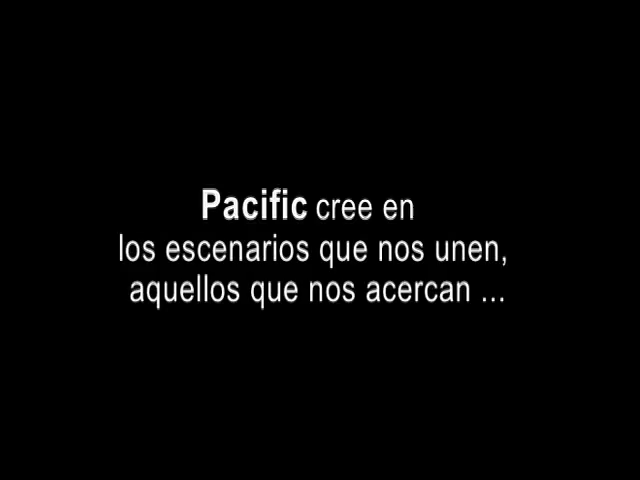 Pacific cree en
los escenarios que nos unen,
aquellos que nos acercan ...